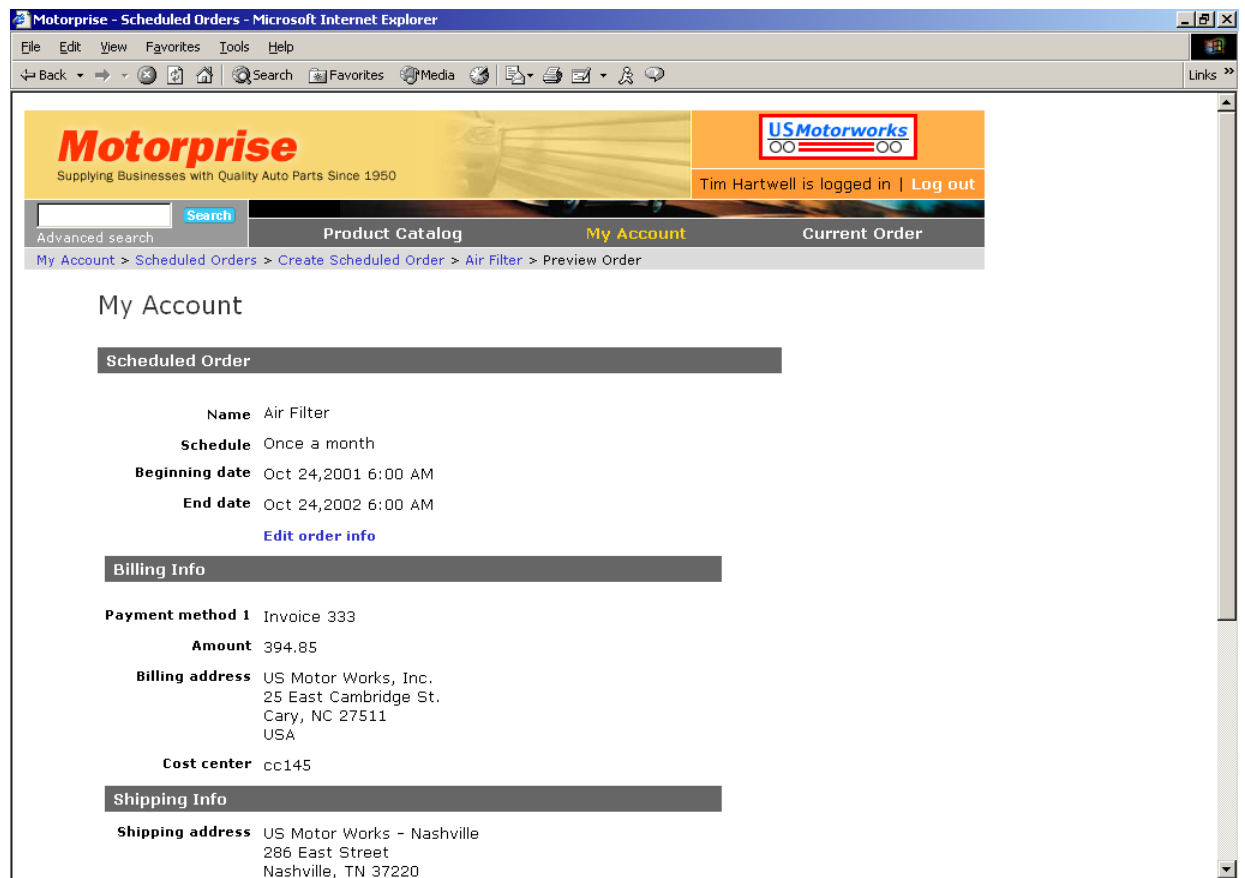 Motorprise - Scheduled Orders - Microsoft Internet Explorer
File Edit View Favorites Tools Help
Back Search Favorites Media Links »
Motorprise
Supplying Businesses with Quality Auto Parts Since 1950
USMotorworks
Tim Hartwell is logged in | Log out
Search
Advanced search
Product Catalog My Account Current Order
My Account > Scheduled Orders > Create Scheduled Order > Air Filter > Preview Order
My Account
Scheduled Order
Name Air Filter
Schedule Once a month
Beginning date Oct 24,2001 6:00 AM
End date Oct 24,2002 6:00 AM
Edit order info
Billing Info
Payment method 1 Invoice 333
Amount 394.85
Billing address US Motor Works, Inc.
25 East Cambridge St.
Cary, NC 27511
USA
Cost center cc145
Shipping Info
Shipping address US Motor Works - Nashville
286 East Street
Nashville, TN 37220